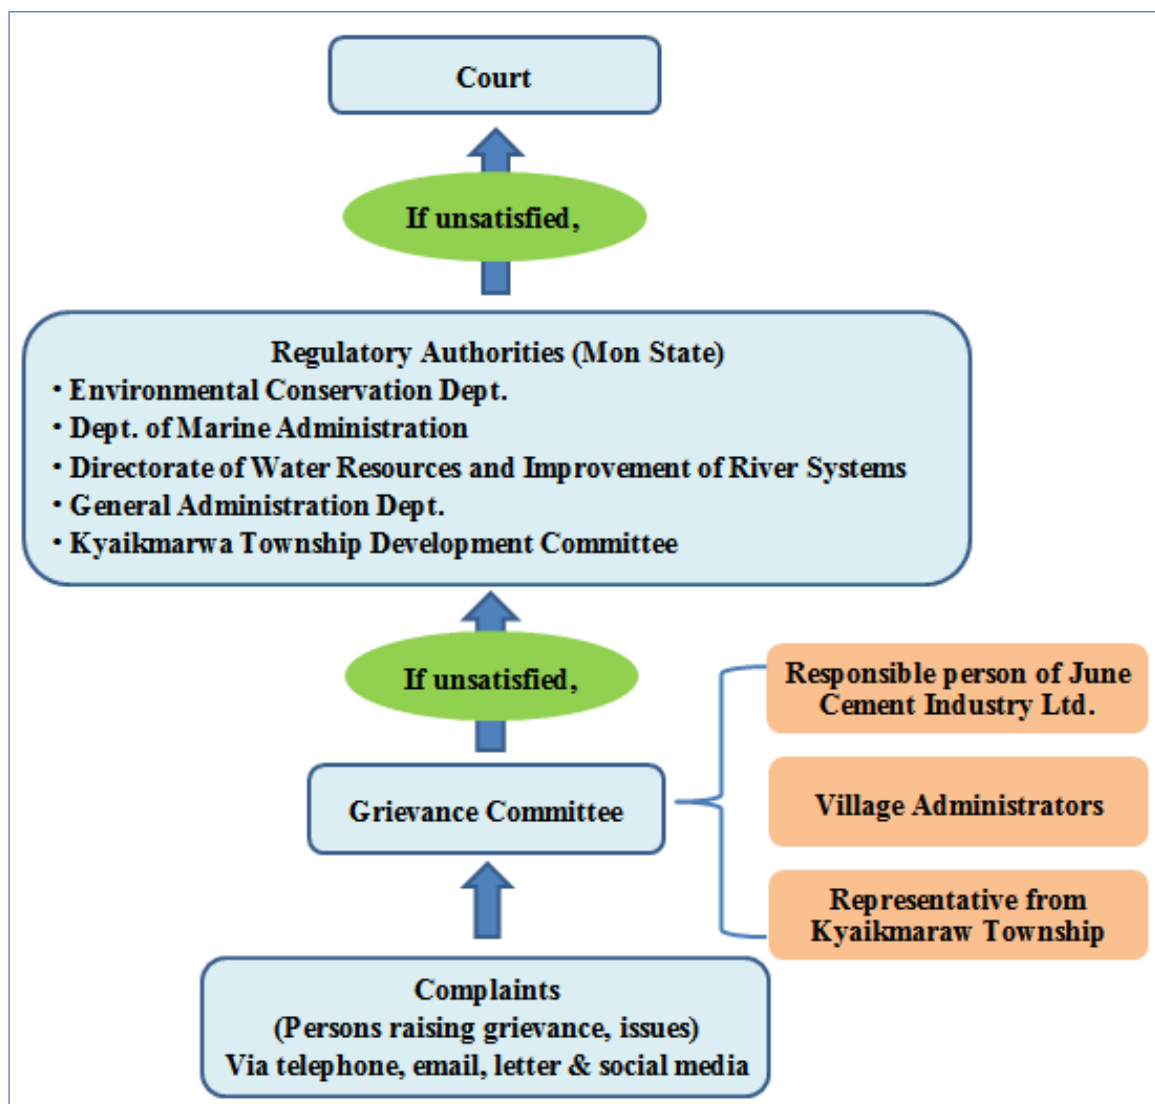 Court
If unsatisfied,
Regulatory Authorities (Mon State)
• Environmental Conservation Dept.
• Dept. of Marine Administration
• Directorate of Water Resources and Improvement of River Systems
• General Administration Dept.
• Kyaikmarwa Township Development Committee
If unsatisfied,
Responsible person of June
Cement Industry Ltd.
Grievance Committee
Village Administrators
Representative from
Kyaikmaraw Township
Complaints
(Persons raising grievance, issues)
Via telephone, email, letter & social media